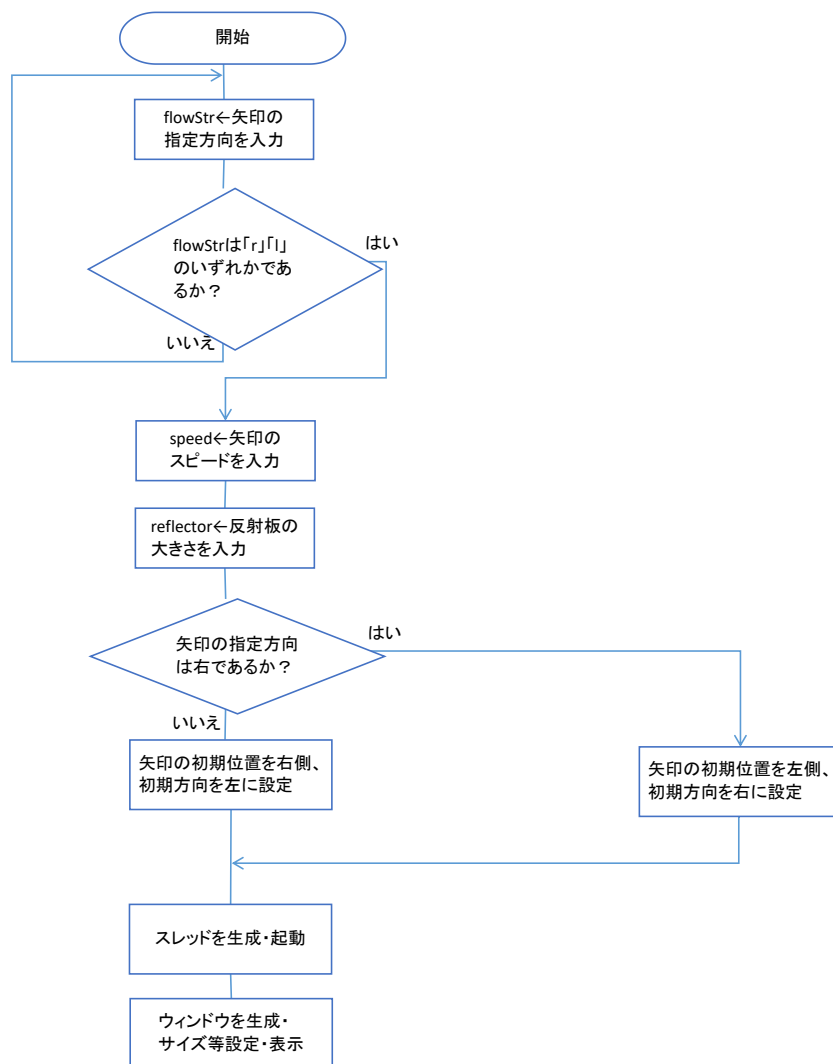 開始
flowStr←矢印の
指定方向を入力
flowStrは「r」「l」
のいずれかであ
るか？
はい
いいえ
speed←矢印の
スピードを入力
reflector←反射板の
大きさを入力
矢印の指定方向
は右であるか？
はい
いいえ
矢印の初期位置を右側、
初期方向を左に設定
矢印の初期位置を左側、
初期方向を右に設定
スレッドを生成・起動
ウィンドウを生成・
サイズ等設定・表示